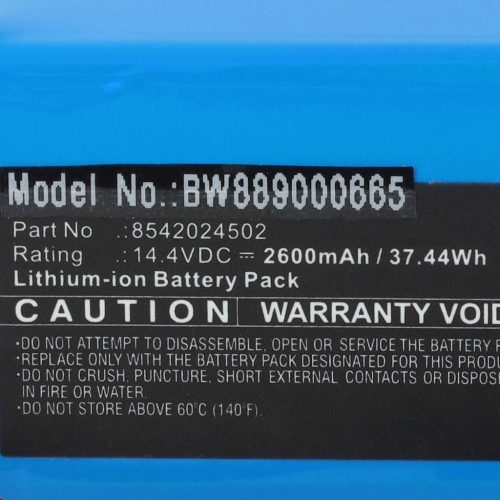 Model No.:BW889000665
Part No .:8542024502
Rating .:14.4VDC ⎓ 2600mAh / 37.44Wh
Lithium-ion Battery Pack
CAUTION WARRANTY VOID
·DO NOT ATTEMPT TO DISASSEMBLE, OPEN OR SERVICE THE BATTERY
·REPLACE ONLY WITH THE BATTERY PACK DESIGNATED FOR THIS PRODU
·DO NOT CRUSH, PUNCTURE, SHORT EXTERNAL CONTACTS OR DISPOS
IN FIRE OR WATER.
·DO NOT STORE ABOVE 60°C (140°F).